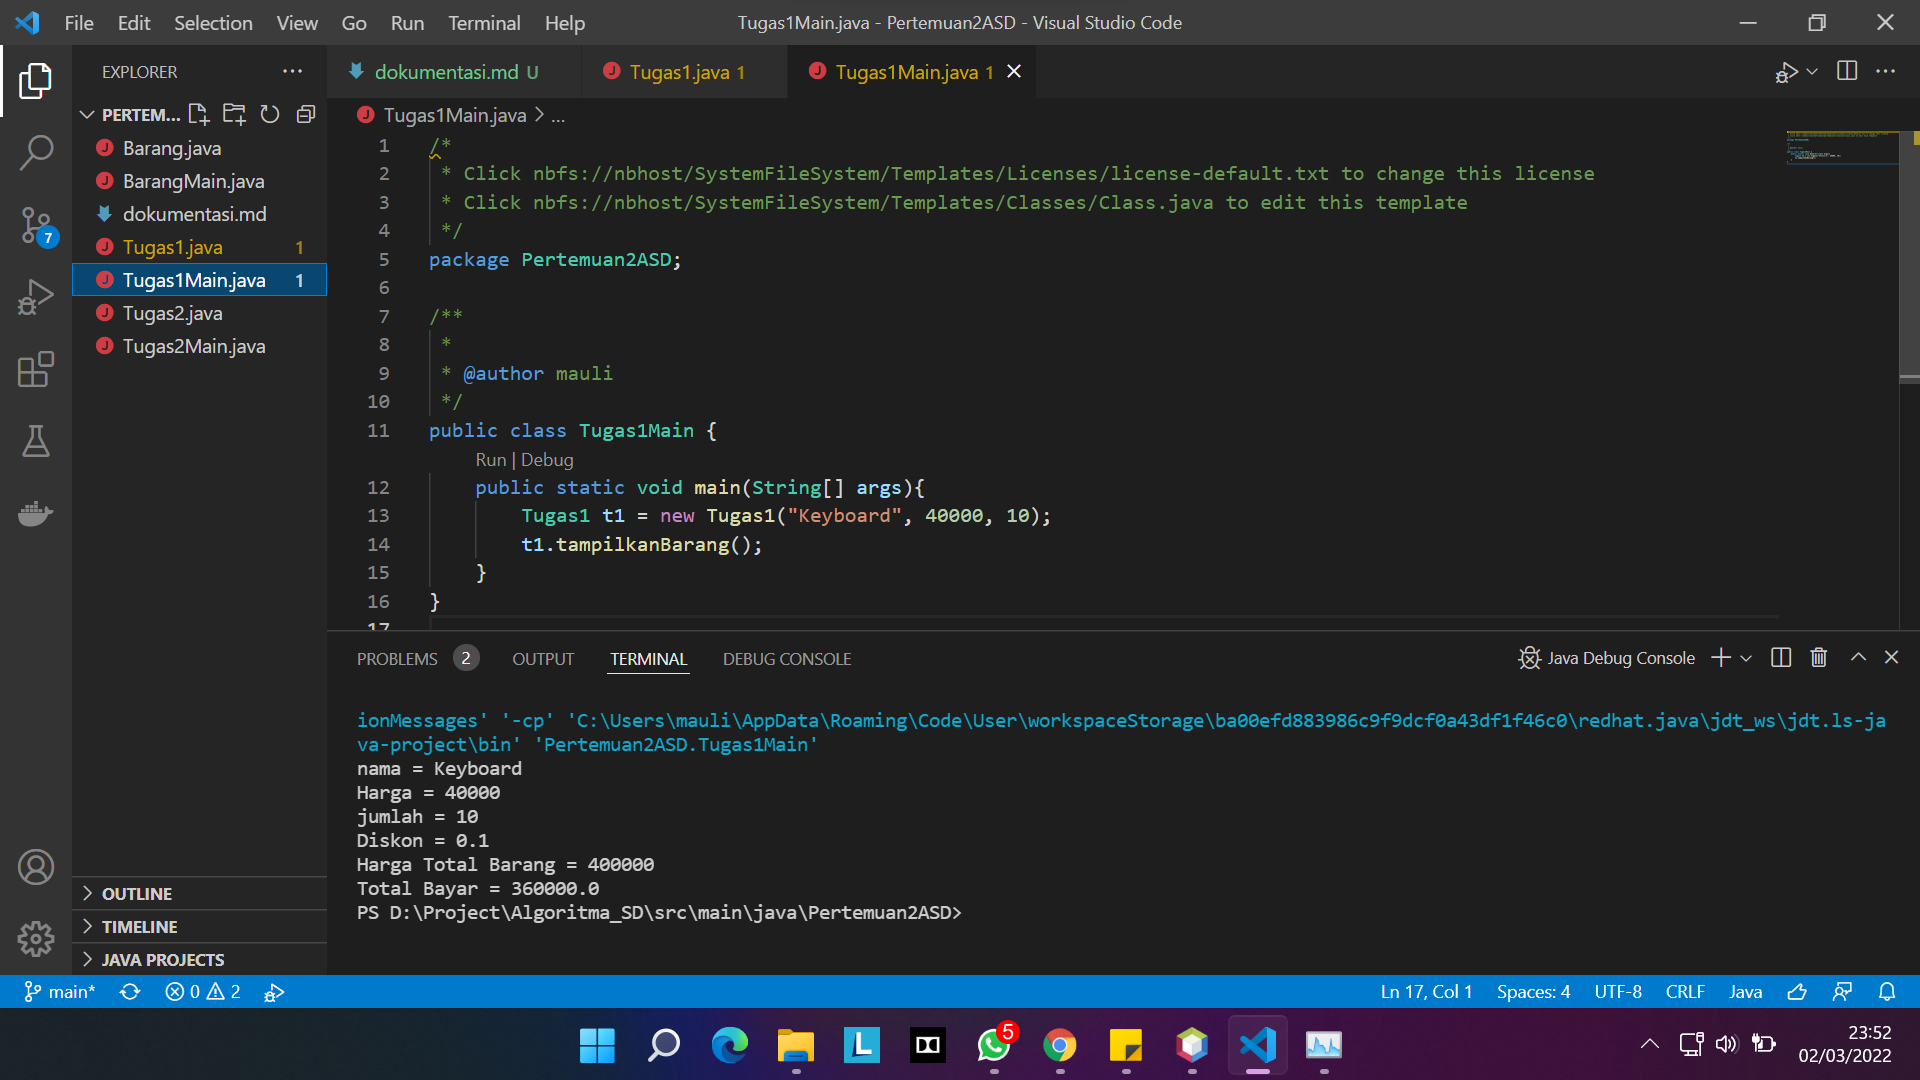 File Edit Selection View Go Run Terminal Help
Tugas1Main.java - Pertemuan2ASD - Visual Studio Code
EXPLORER
PERTEM...
Barang.java
BarangMain.java
dokumentasi.md
Tugas1.java 1
Tugas1Main.java 1
Tugas2.java
Tugas2Main.java
7
OUTLINE
TIMELINE
JAVA PROJECTS
dokumentasi.md U
Tugas1.java 1
Tugas1Main.java 1
Tugas1Main.java > ...
1 /*
2 * Click nbfs://nbhost/SystemFileSystem/Templates/Licenses/license-default.txt to change this license
3 * Click nbfs://nbhost/SystemFileSystem/Templates/Classes/Class.java to edit this template
4 */
5 package Pertemuan2ASD;
6
7 /**
8 *
9 * @author mauli
10 */
11 public class Tugas1Main {
Run | Debug
12 public static void main(String[] args){
13 Tugas1 t1 = new Tugas1("Keyboard", 40000, 10);
14 t1.tampilkanBarang();
15 }
16 }
17
PROBLEMS 2 OUTPUT TERMINAL DEBUG CONSOLE
Java Debug Console
ionMessages' '-cp' 'C:\Users\mauli\AppData\Roaming\Code\User\workspaceStorage\ba00efd883986c9f9dcf0a43df1f46c0\redhat.java\jdt_ws\jdt.ls-ja
va-project\bin' 'Pertemuan2ASD.Tugas1Main'
nama = Keyboard
Harga = 40000
jumlah = 10
Diskon = 0.1
Harga Total Barang = 400000
Total Bayar = 360000.0
PS D:\Project\Algoritma_SD\src\main\java\Pertemuan2ASD>
main* 0 2
Ln 17, Col 1 Spaces: 4 UTF-8 CRLF Java
L
5
23:52
02/03/2022